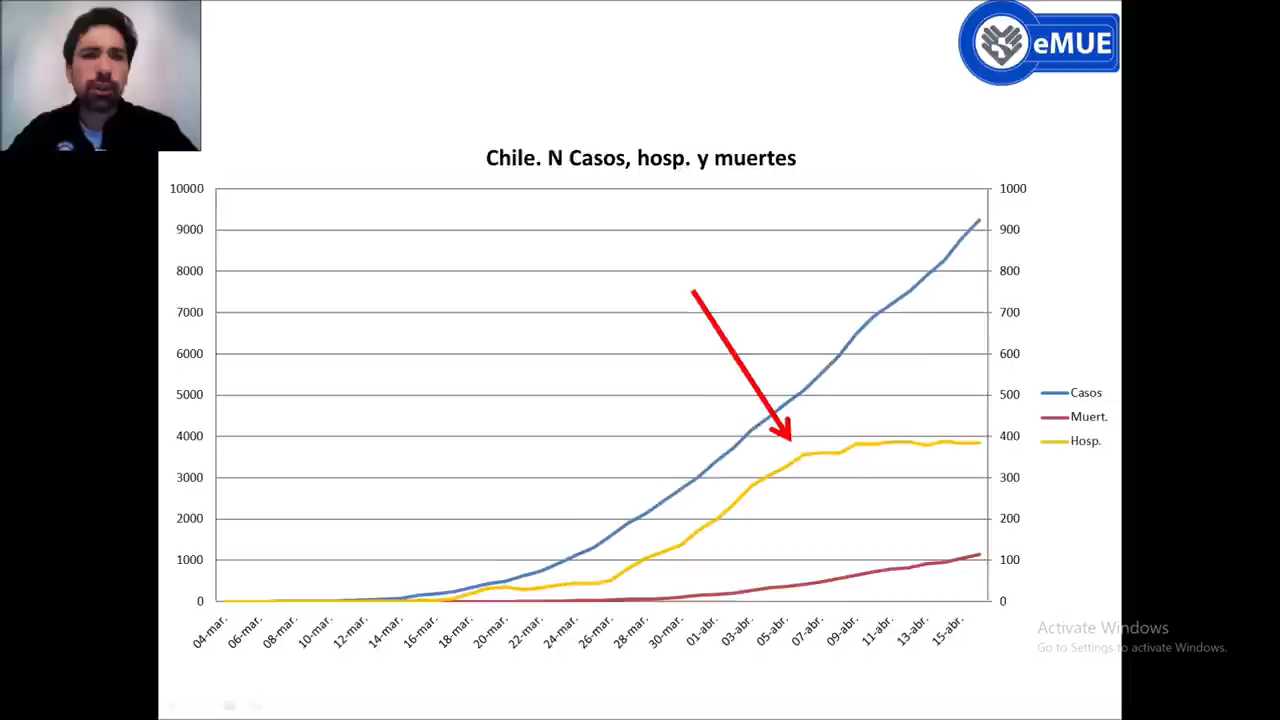 eMUE
Chile. N Casos, hosp. y muertes
10000
9000
8000
7000
6000
5000
4000
3000
2000
1000
0
1000
900
800
700
600
500
400
300
200
100
0
04-mar.
06-mar.
08-mar.
10-mar.
12-mar.
14-mar.
16-mar.
18-mar.
20-mar.
22-mar.
24-mar.
26-mar.
28-mar.
30-mar.
01-abr.
03-abr.
05-abr.
07-abr.
09-abr.
11-abr.
13-abr.
15-abr.
Casos
Muert.
Hosp.
Activate Windows
Go to Settings to activate Windows.